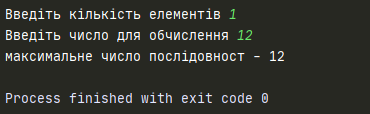 Введіть кількість елементів 1
Введіть число для обчислення 12
максимальне число послідовност - 12
Process finished with exit code 0